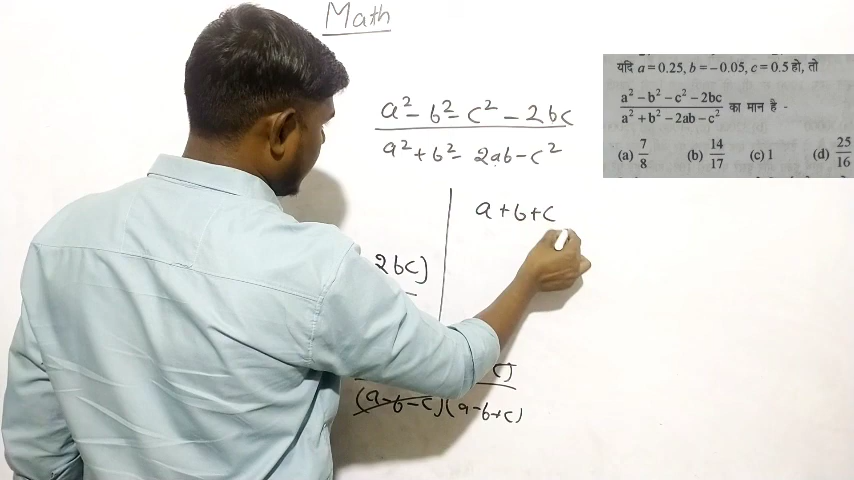 Math
a² - b² - c² - 2bc
a² + b² - 2ab - c²
2bc)
a + b + c
c)
(a - b - c) (a - b + c)
यदि a = 0.25, b = – 0.05, c = 0.5 हो, तो
a² – b² – c² – 2bc
का मान है -
a² + b² – 2ab – c²
(a) 7/8 (b) 14/17 (c) 1 (d) 25/16